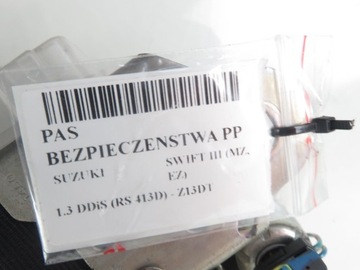 PAS
BEZPIECZENSTWA PP
SUZUKI
SWIFT III (MZ,
EZ)
1.3 DDiS (RS 413D) - Z13DT